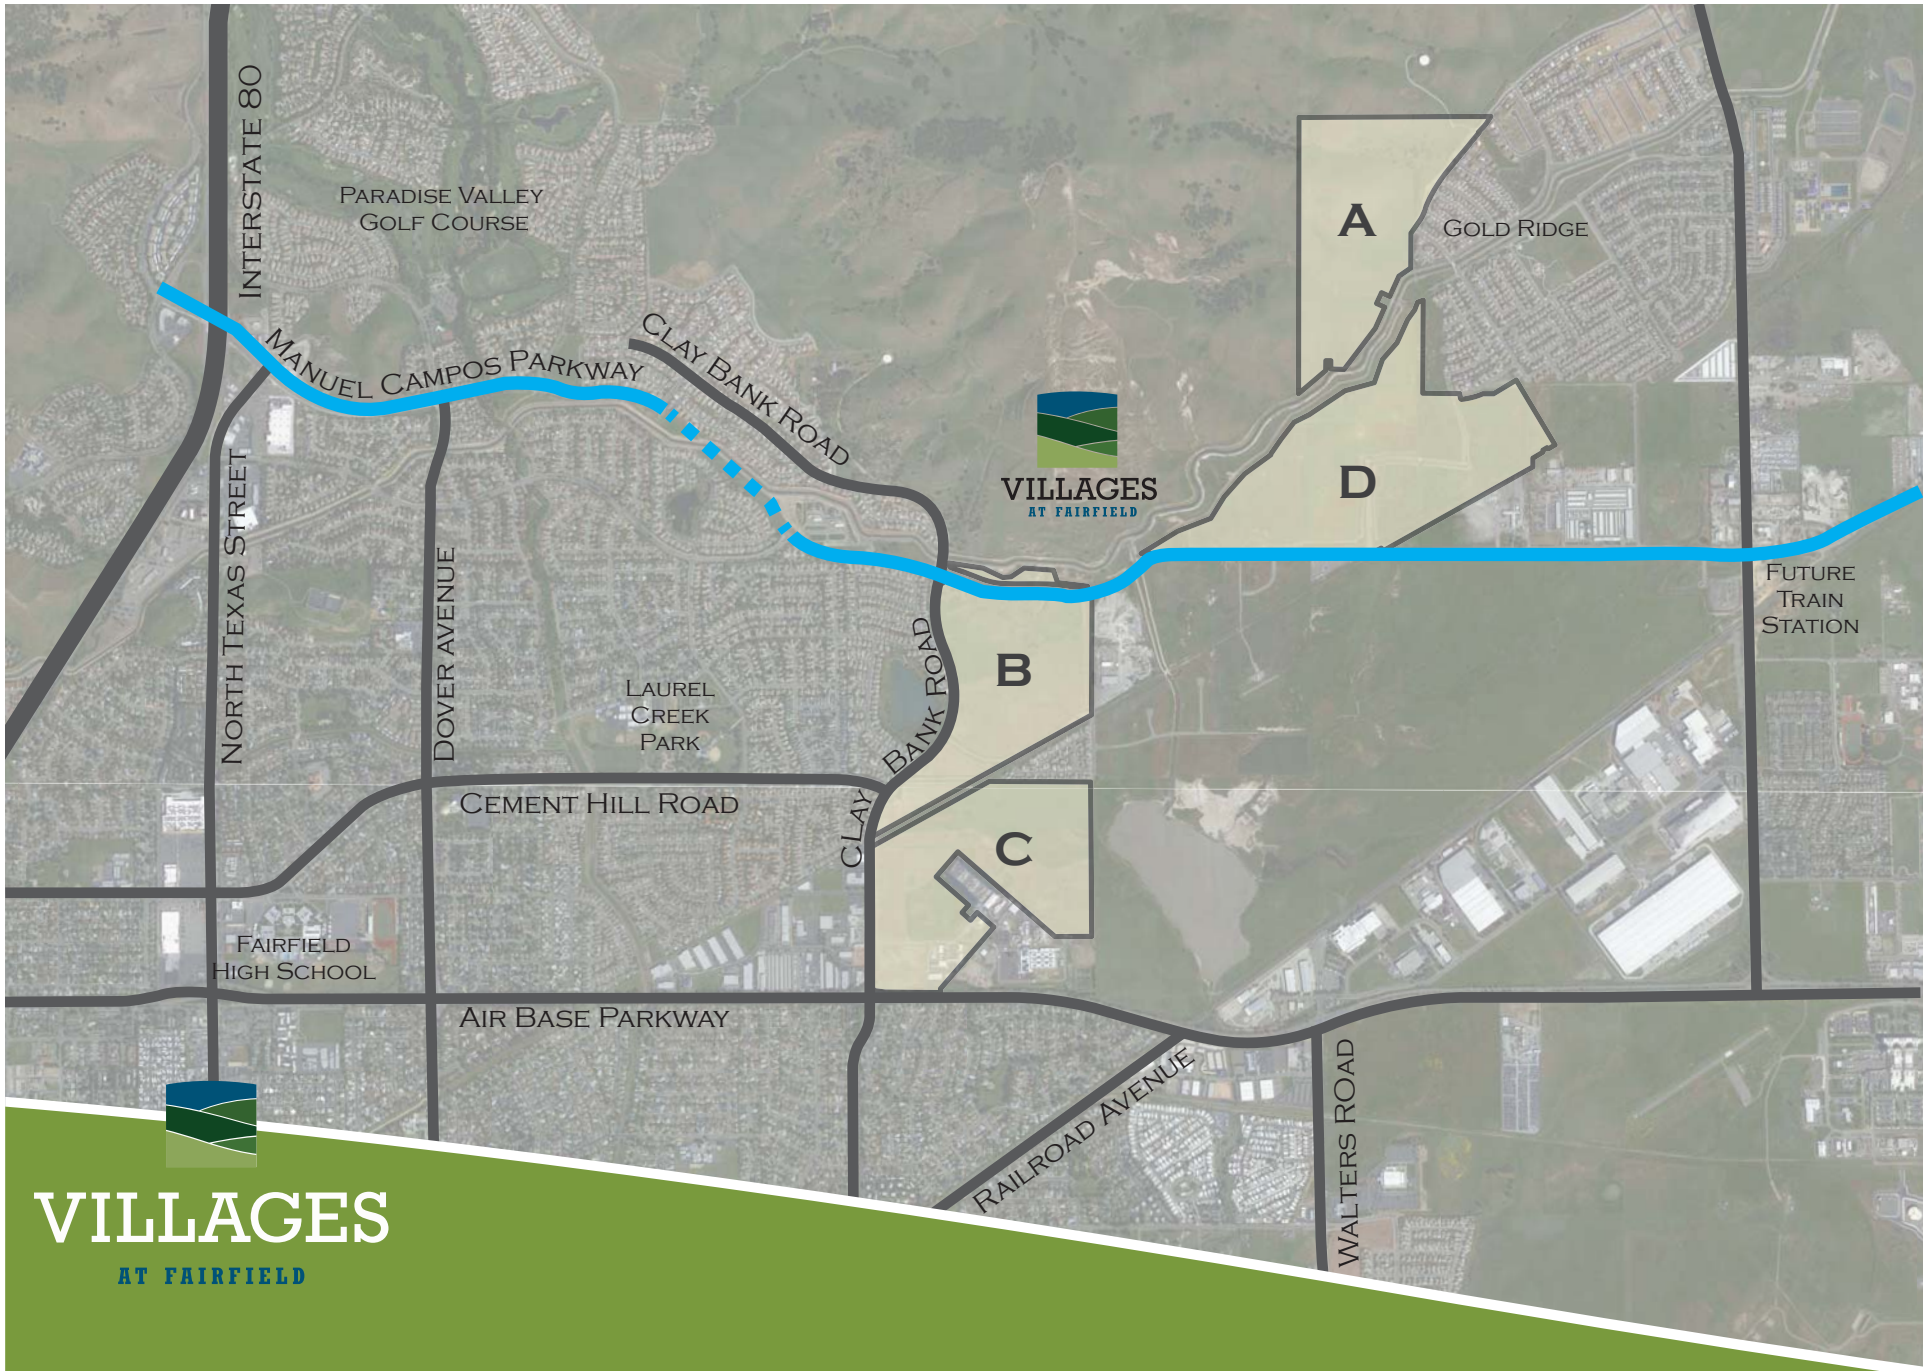 INTERSTATE 80
PARADISE VALLEY
GOLF COURSE
A
GOLD RIDGE
MANUEL CAMPOS PARKWAY
CLAY BANK ROAD
VILLAGES
AT FAIRFIELD
D
NORTH TEXAS STREET
DOVER AVENUE
FUTURE
TRAIN
STATION
B
LAUREL
CREEK
PARK
CLAY BANK ROAD
CEMENT HILL ROAD
C
FAIRFIELD
HIGH SCHOOL
AIR BASE PARKWAY
RAILROAD AVENUE
WALTERS ROAD
VILLAGES
AT FAIRFIELD